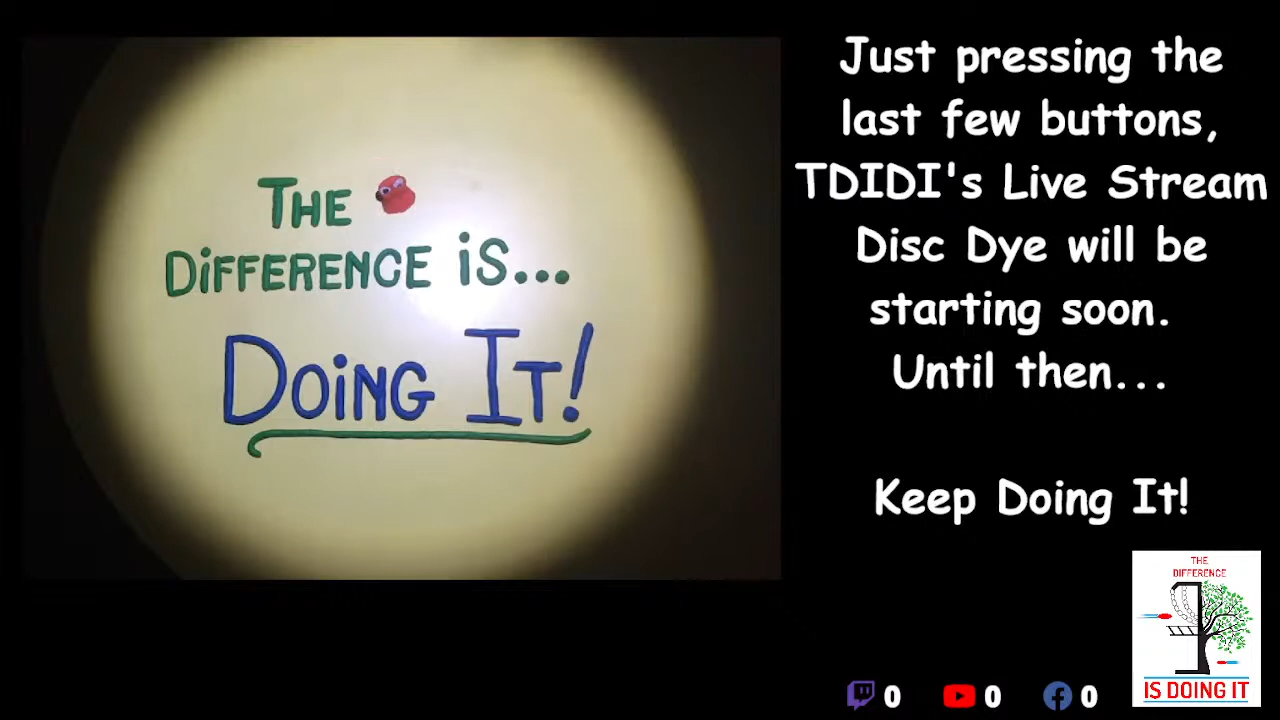 THE
DiFFERENCE iS...
DOiNG IT!
Just pressing the
last few buttons,
TDIDI's Live Stream
Disc Dye will be
starting soon.
Until then...
Keep Doing It!
THE
DIFFERENCE
IS DOING IT
0 0 0